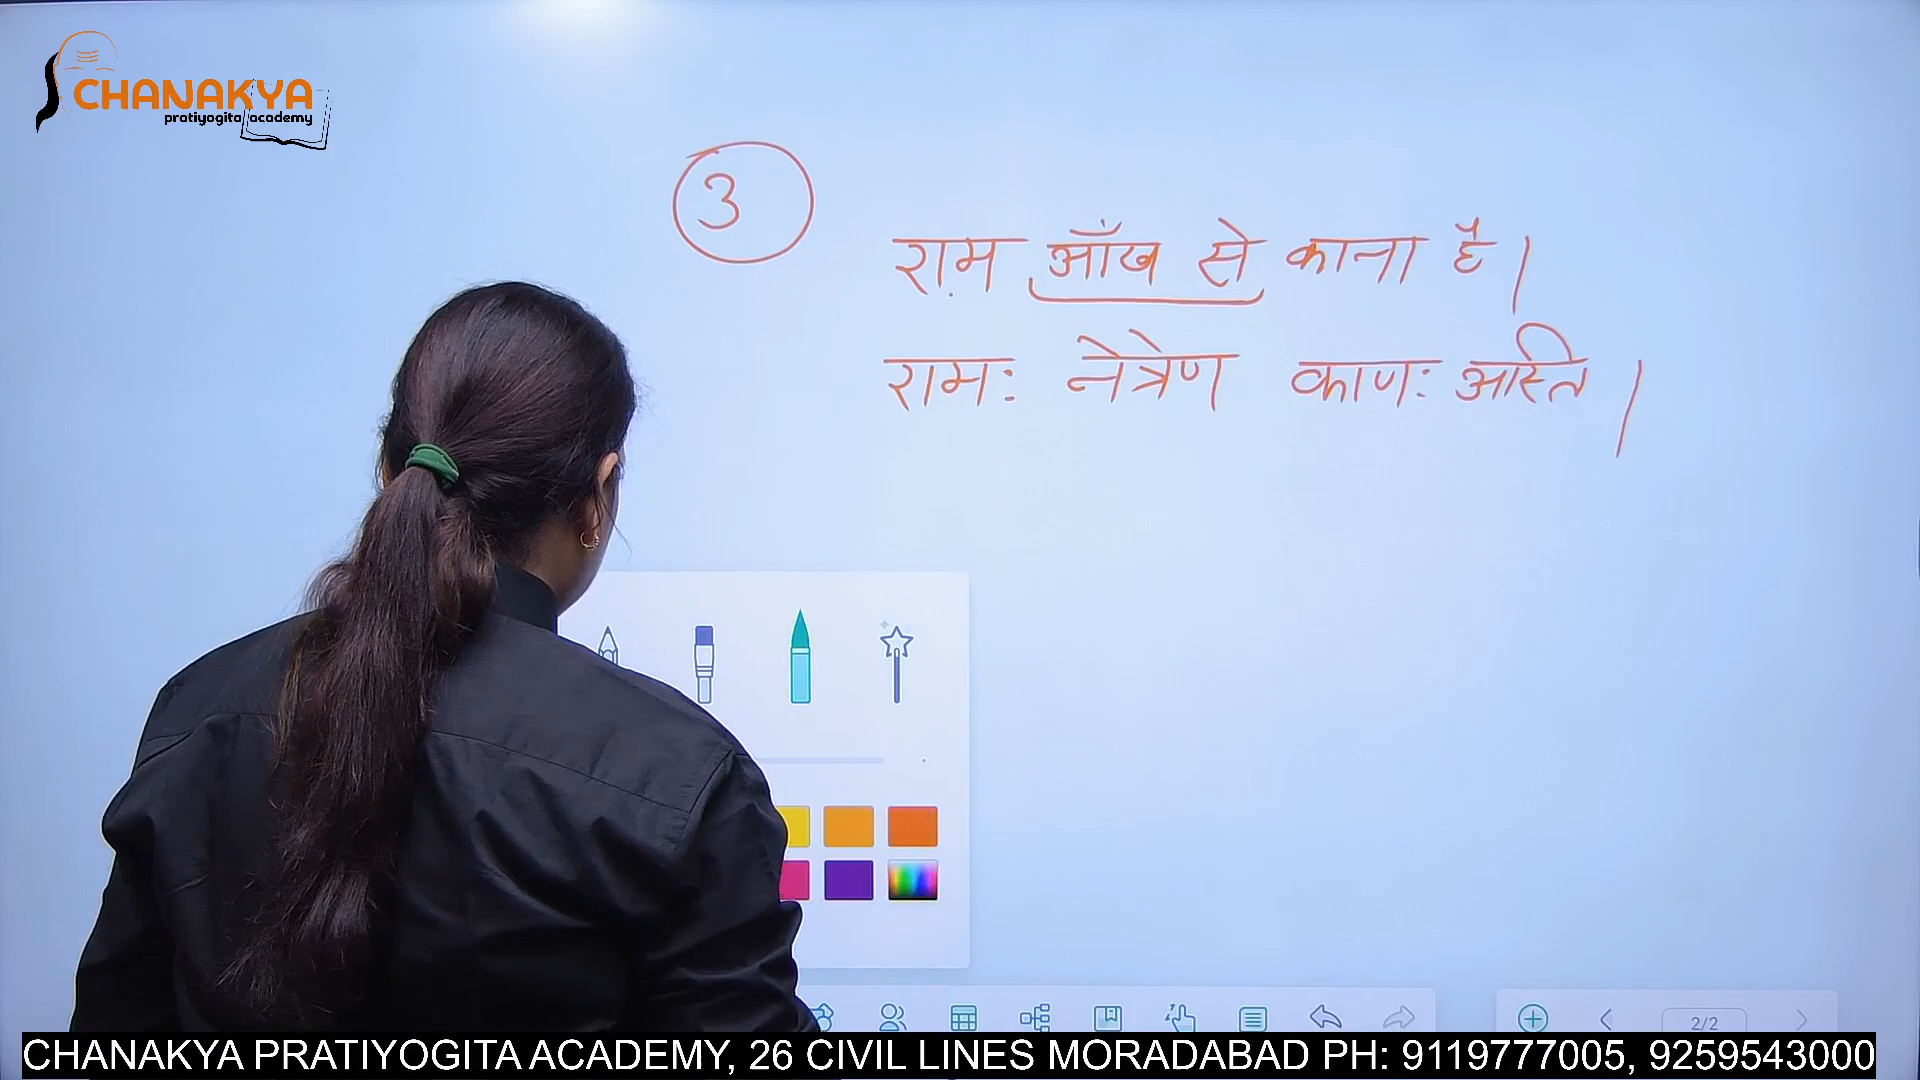 CHANAKYA
pratiyogita academy
3
राम आँख से काना है।
रामः नेत्रेण काणः अस्ति।
2/2
CHANAKYA PRATIYOGITA ACADEMY, 26 CIVIL LINES MORADABAD PH: 9119777005, 9259543000